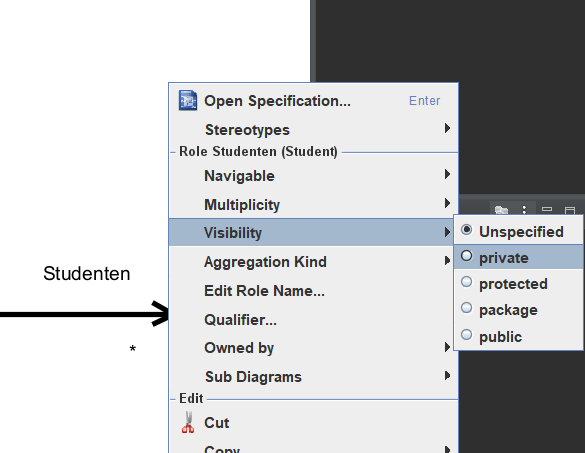 Open Specification... Enter
Stereotypes
Role Studenten (Student)
Navigable
Multiplicity
Visibility
Unspecified
Aggregation Kind
private
Studenten
Edit Role Name...
protected
Qualifier...
package
*
Owned by
public
Sub Diagrams
Edit
Cut
Copy